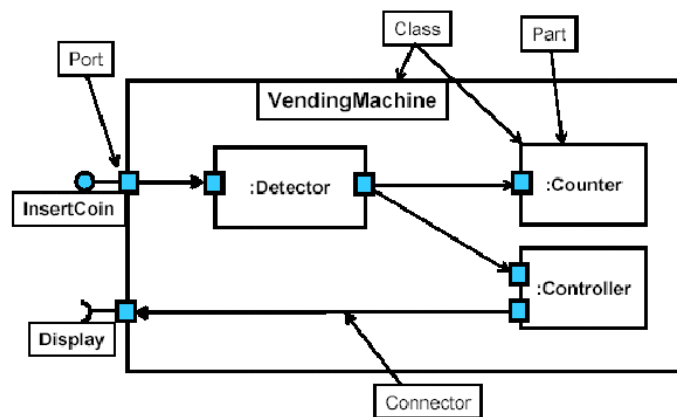 Class
Part
Port
VendingMachine
:Detector
:Counter
InsertCoin
:Controller
Display
Connector